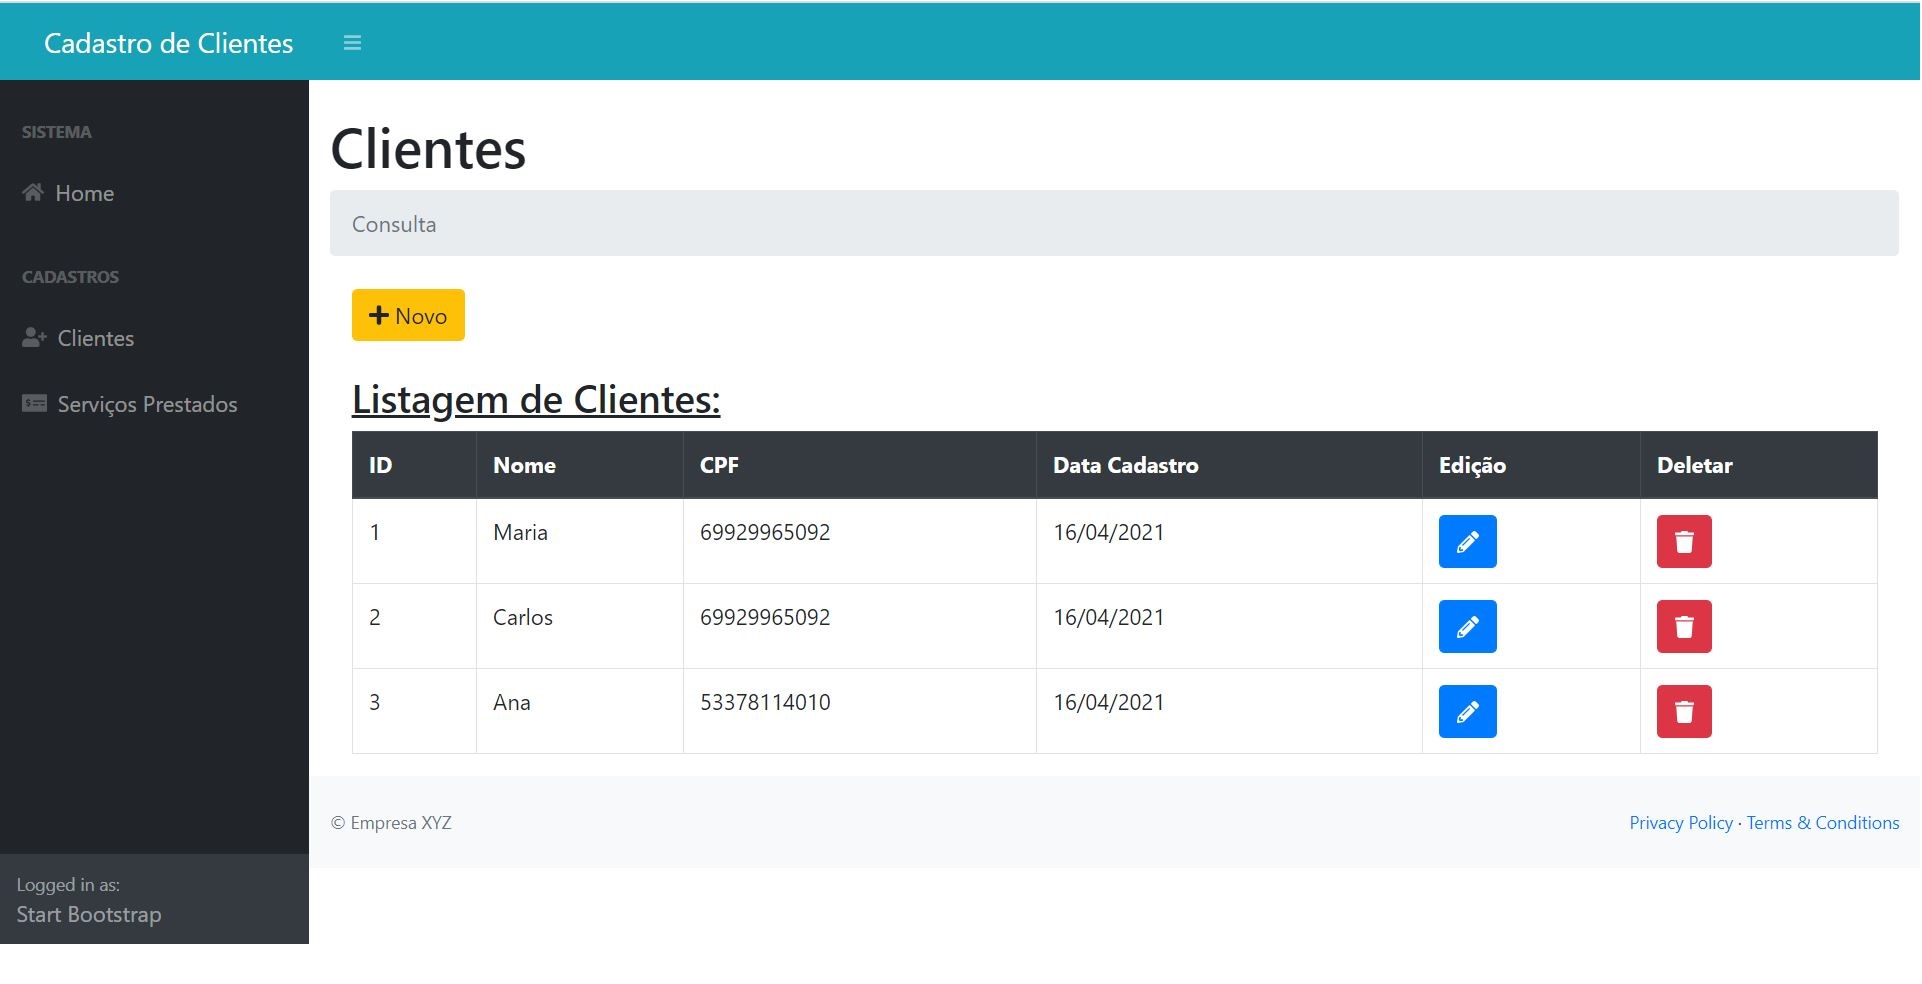 Cadastro de Clientes
SISTEMA
Home
CADASTROS
Clientes
Serviços Prestados
Logged in as:
Start Bootstrap
Clientes
Consulta
Novo
Listagem de Clientes:
ID Nome CPF Data Cadastro Edição Deletar
1 Maria 69929965092 16/04/2021
2 Carlos 69929965092 16/04/2021
3 Ana 53378114010 16/04/2021
© Empresa XYZ
Privacy Policy · Terms & Conditions